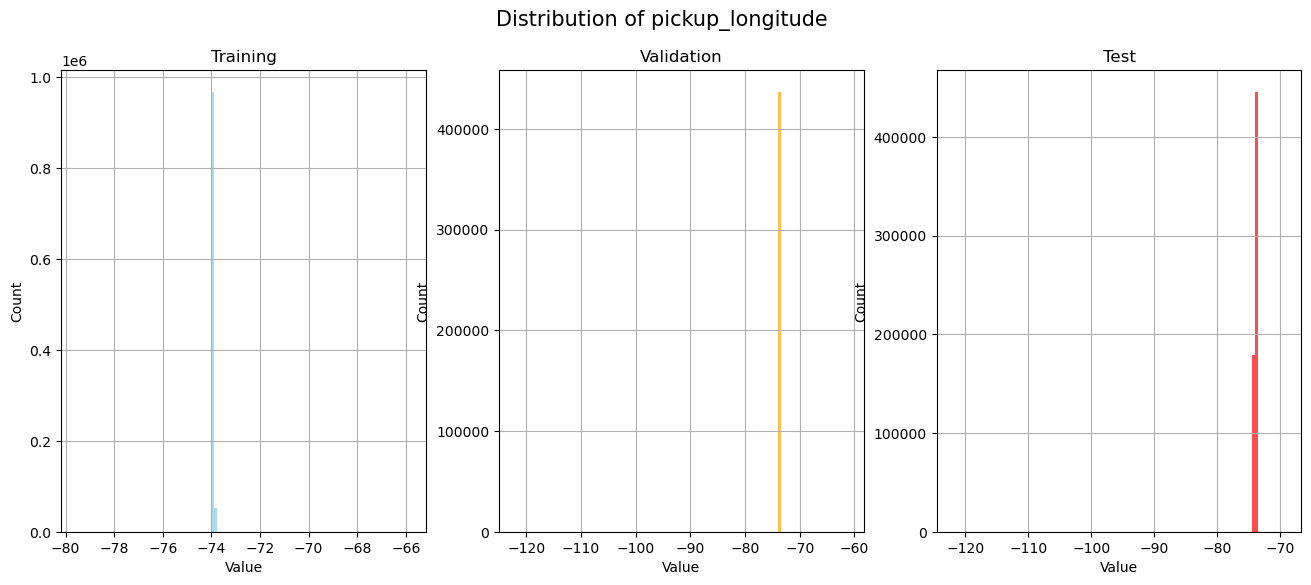 Distribution of pickup_longitude
Training
1e6
1.0
0.8
0.6
0.4
0.2
0.0
Count
−80 −78 −76 −74 −72 −70 −68 −66
Value
Validation
400000
300000
200000
100000
0
Count
−120 −110 −100 −90 −80 −70 −60
Value
Test
400000
300000
200000
100000
0
Count
−120 −110 −100 −90 −80 −70
Value